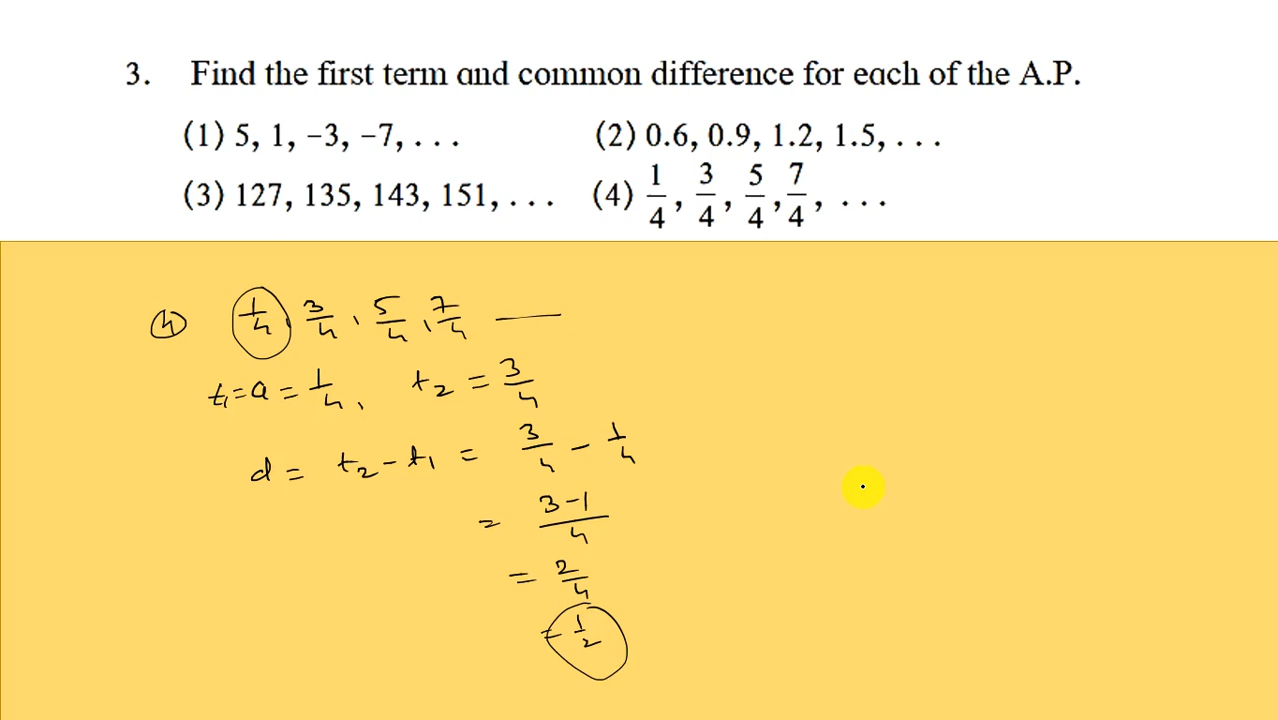 3. Find the first term and common difference for each of the A.P.
(1) 5, 1, −3, −7, . . . (2) 0.6, 0.9, 1.2, 1.5, . . .
(3) 127, 135, 143, 151, . . . (4) 1/4, 3/4, 5/4, 7/4, . . .
(4) 1/4, 3/4, 5/4, 7/4 ——
t₁ = a = 1/4, t₂ = 3/4
d = t₂ − t₁ = 3/4 − 1/4
= (3−1)/4
= 2/4
= 1/2